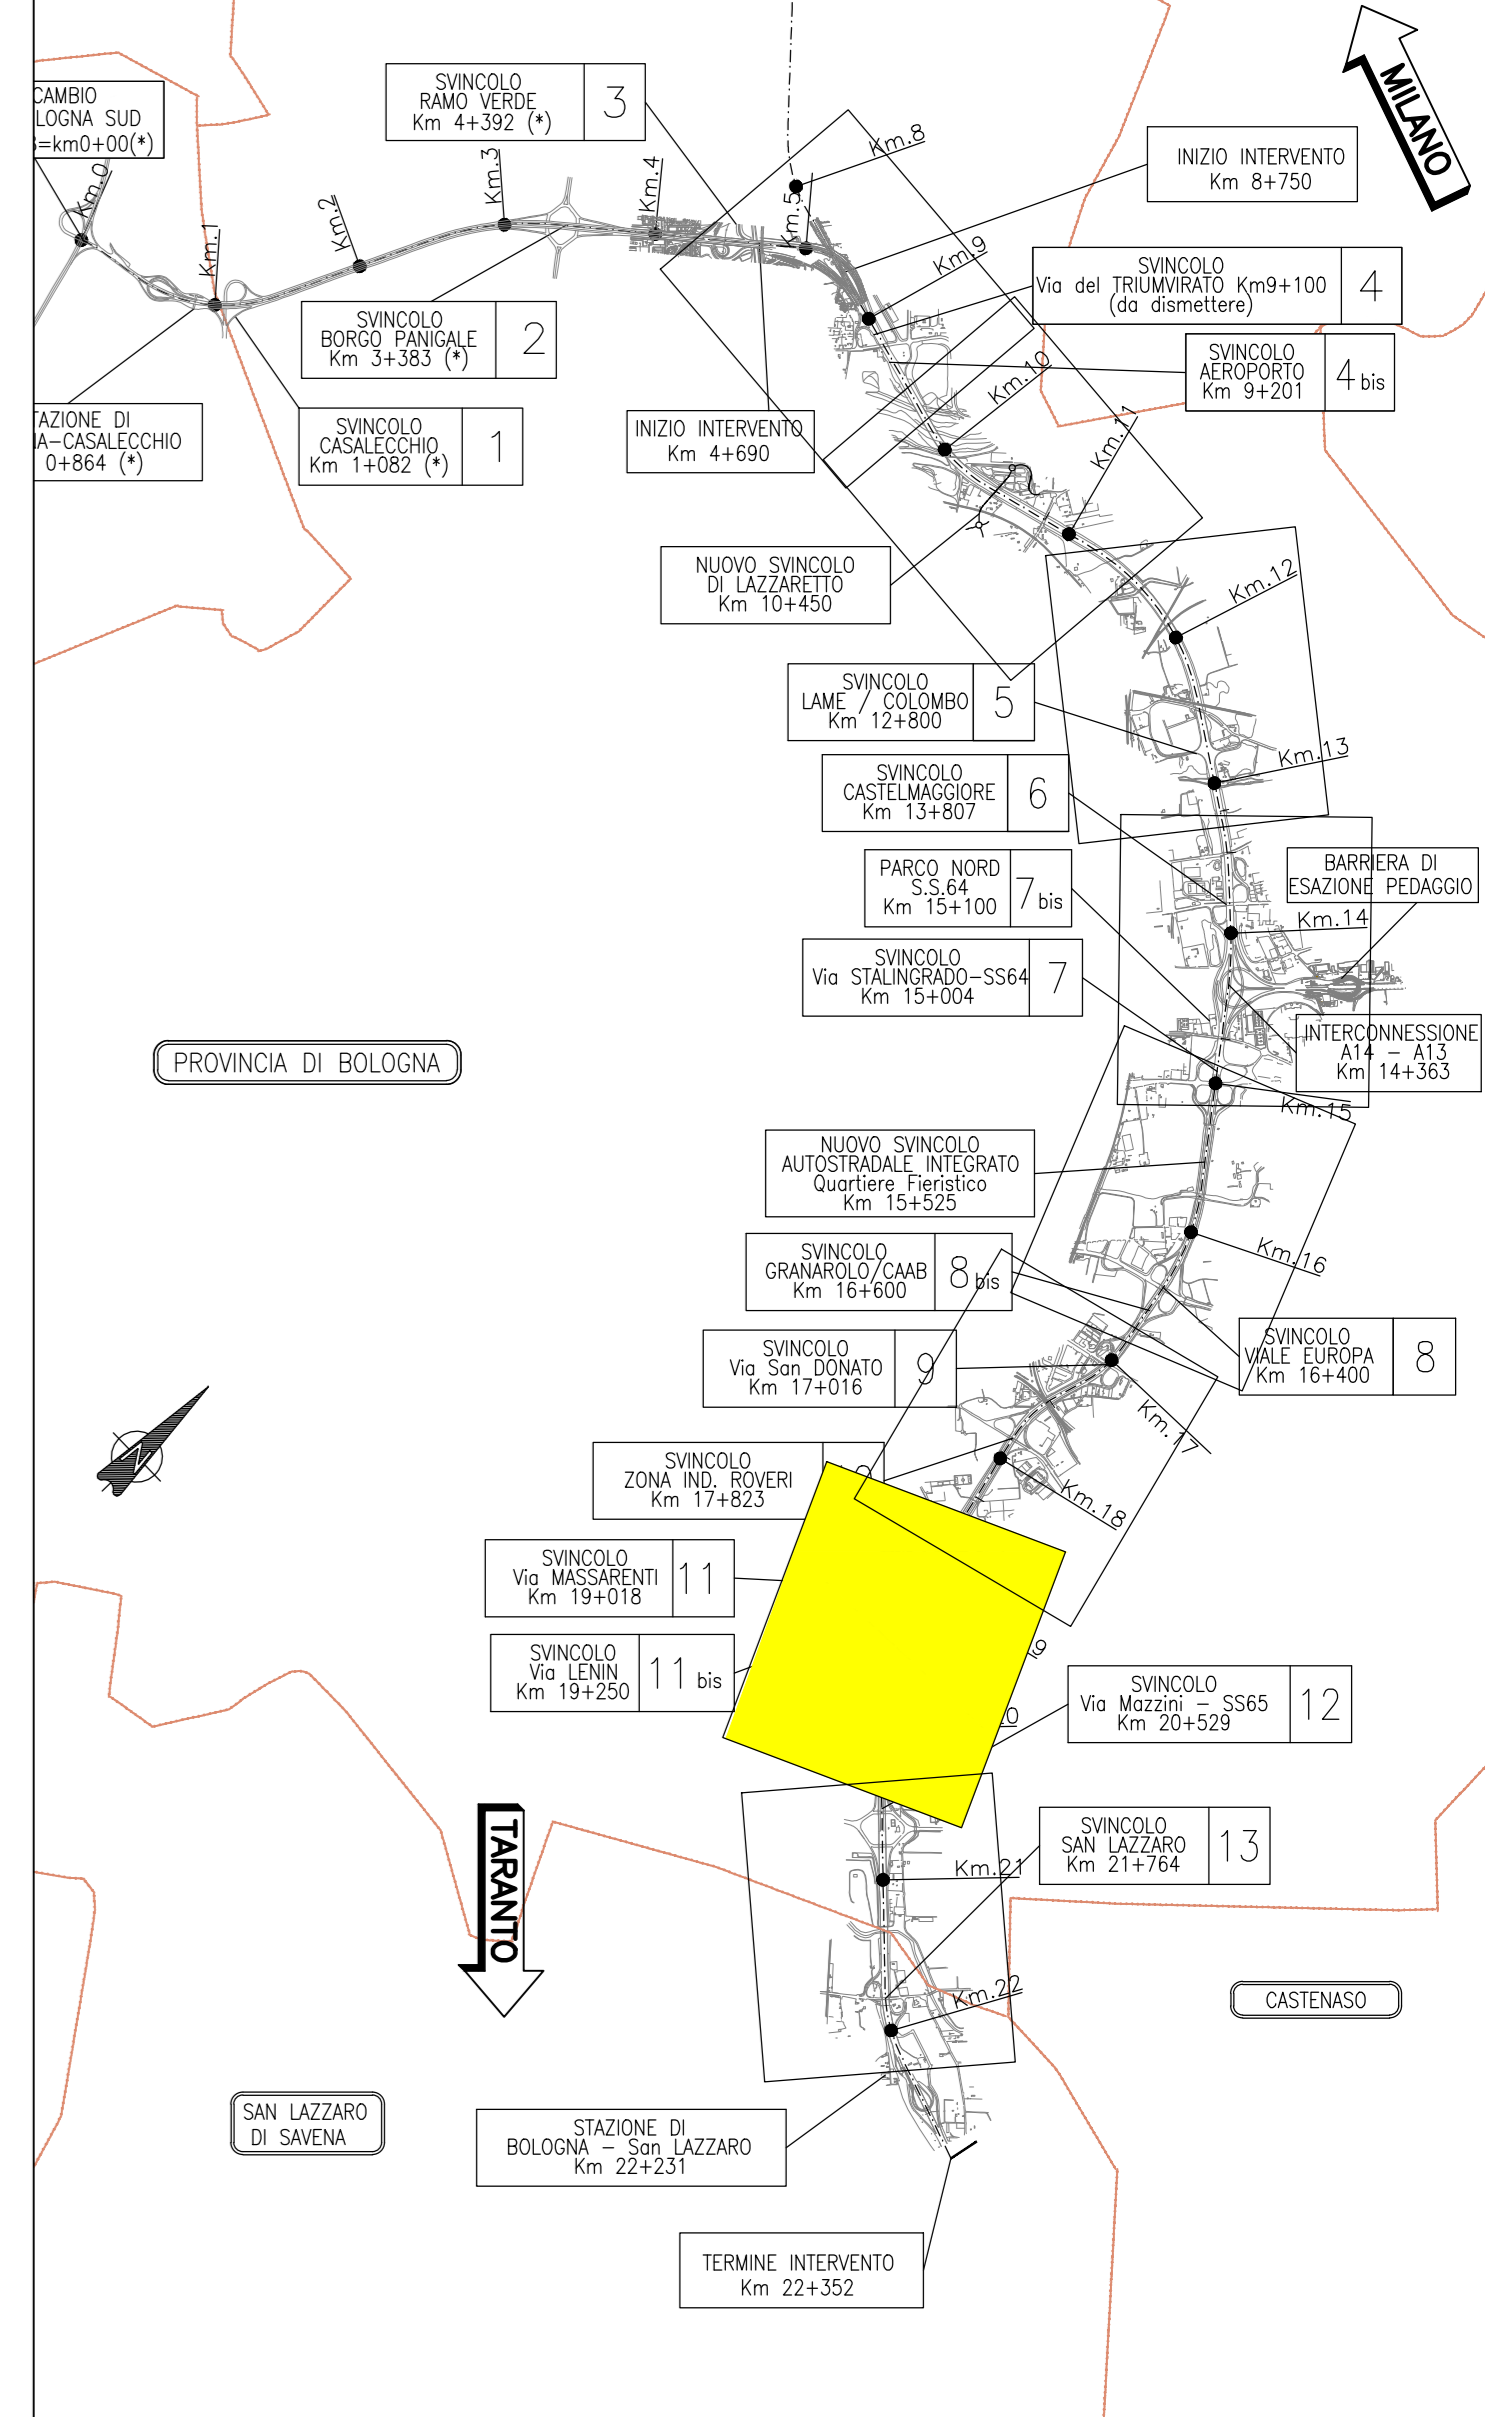 MILANO
CAMBIO
LOGNA SUD
=km0+00(*)
SVINCOLO
RAMO VERDE
Km 4+392 (*)
3
Km.0
Km.1
Km.2
Km.3
Km.4
Km.5
Km.8
INIZIO INTERVENTO
Km 8+750
Km.9
SVINCOLO
Via del TRIUMVIRATO Km9+100
(da dismettere)
4
SVINCOLO
BORGO PANIGALE
Km 3+383 (*)
2
SVINCOLO
AEROPORTO
Km 9+201
4 bis
Km.10
TAZIONE DI
A-CASALECCHIO
0+864 (*)
SVINCOLO
CASALECCHIO
Km 1+082 (*)
1
INIZIO INTERVENTO
Km 4+690
Km.11
NUOVO SVINCOLO
DI LAZZARETTO
Km 10+450
Km.12
SVINCOLO
LAME / COLOMBO
Km 12+800
5
Km.13
SVINCOLO
CASTELMAGGIORE
Km 13+807
6
PARCO NORD
S.S.64
Km 15+100
7 bis
BARRIERA DI
ESAZIONE PEDAGGIO
Km.14
SVINCOLO
Via STALINGRADO-SS64
Km 15+004
7
INTERCONNESSIONE
A14 - A13
Km 14+363
PROVINCIA DI BOLOGNA
Km.15
NUOVO SVINCOLO
AUTOSTRADALE INTEGRATO
Quartiere Fieristico
Km 15+525
Km.16
SVINCOLO
GRANAROLO/CAAB
Km 16+600
8 bis
SVINCOLO
VIALE EUROPA
Km 16+400
8
SVINCOLO
Via San DONATO
Km 17+016
9
Km.17
N
SVINCOLO
ZONA IND. ROVERI
Km 17+823
Km.18
SVINCOLO
Via MASSARENTI
Km 19+018
11
SVINCOLO
Via LENIN
Km 19+250
11 bis
9
SVINCOLO
Via Mazzini - SS65
Km 20+529
12
.0
TARANTO
SVINCOLO
SAN LAZZARO
Km 21+764
13
Km.21
Km.22
CASTENASO
SAN LAZZARO
DI SAVENA
STAZIONE DI
BOLOGNA - San LAZZARO
Km 22+231
TERMINE INTERVENTO
Km 22+352